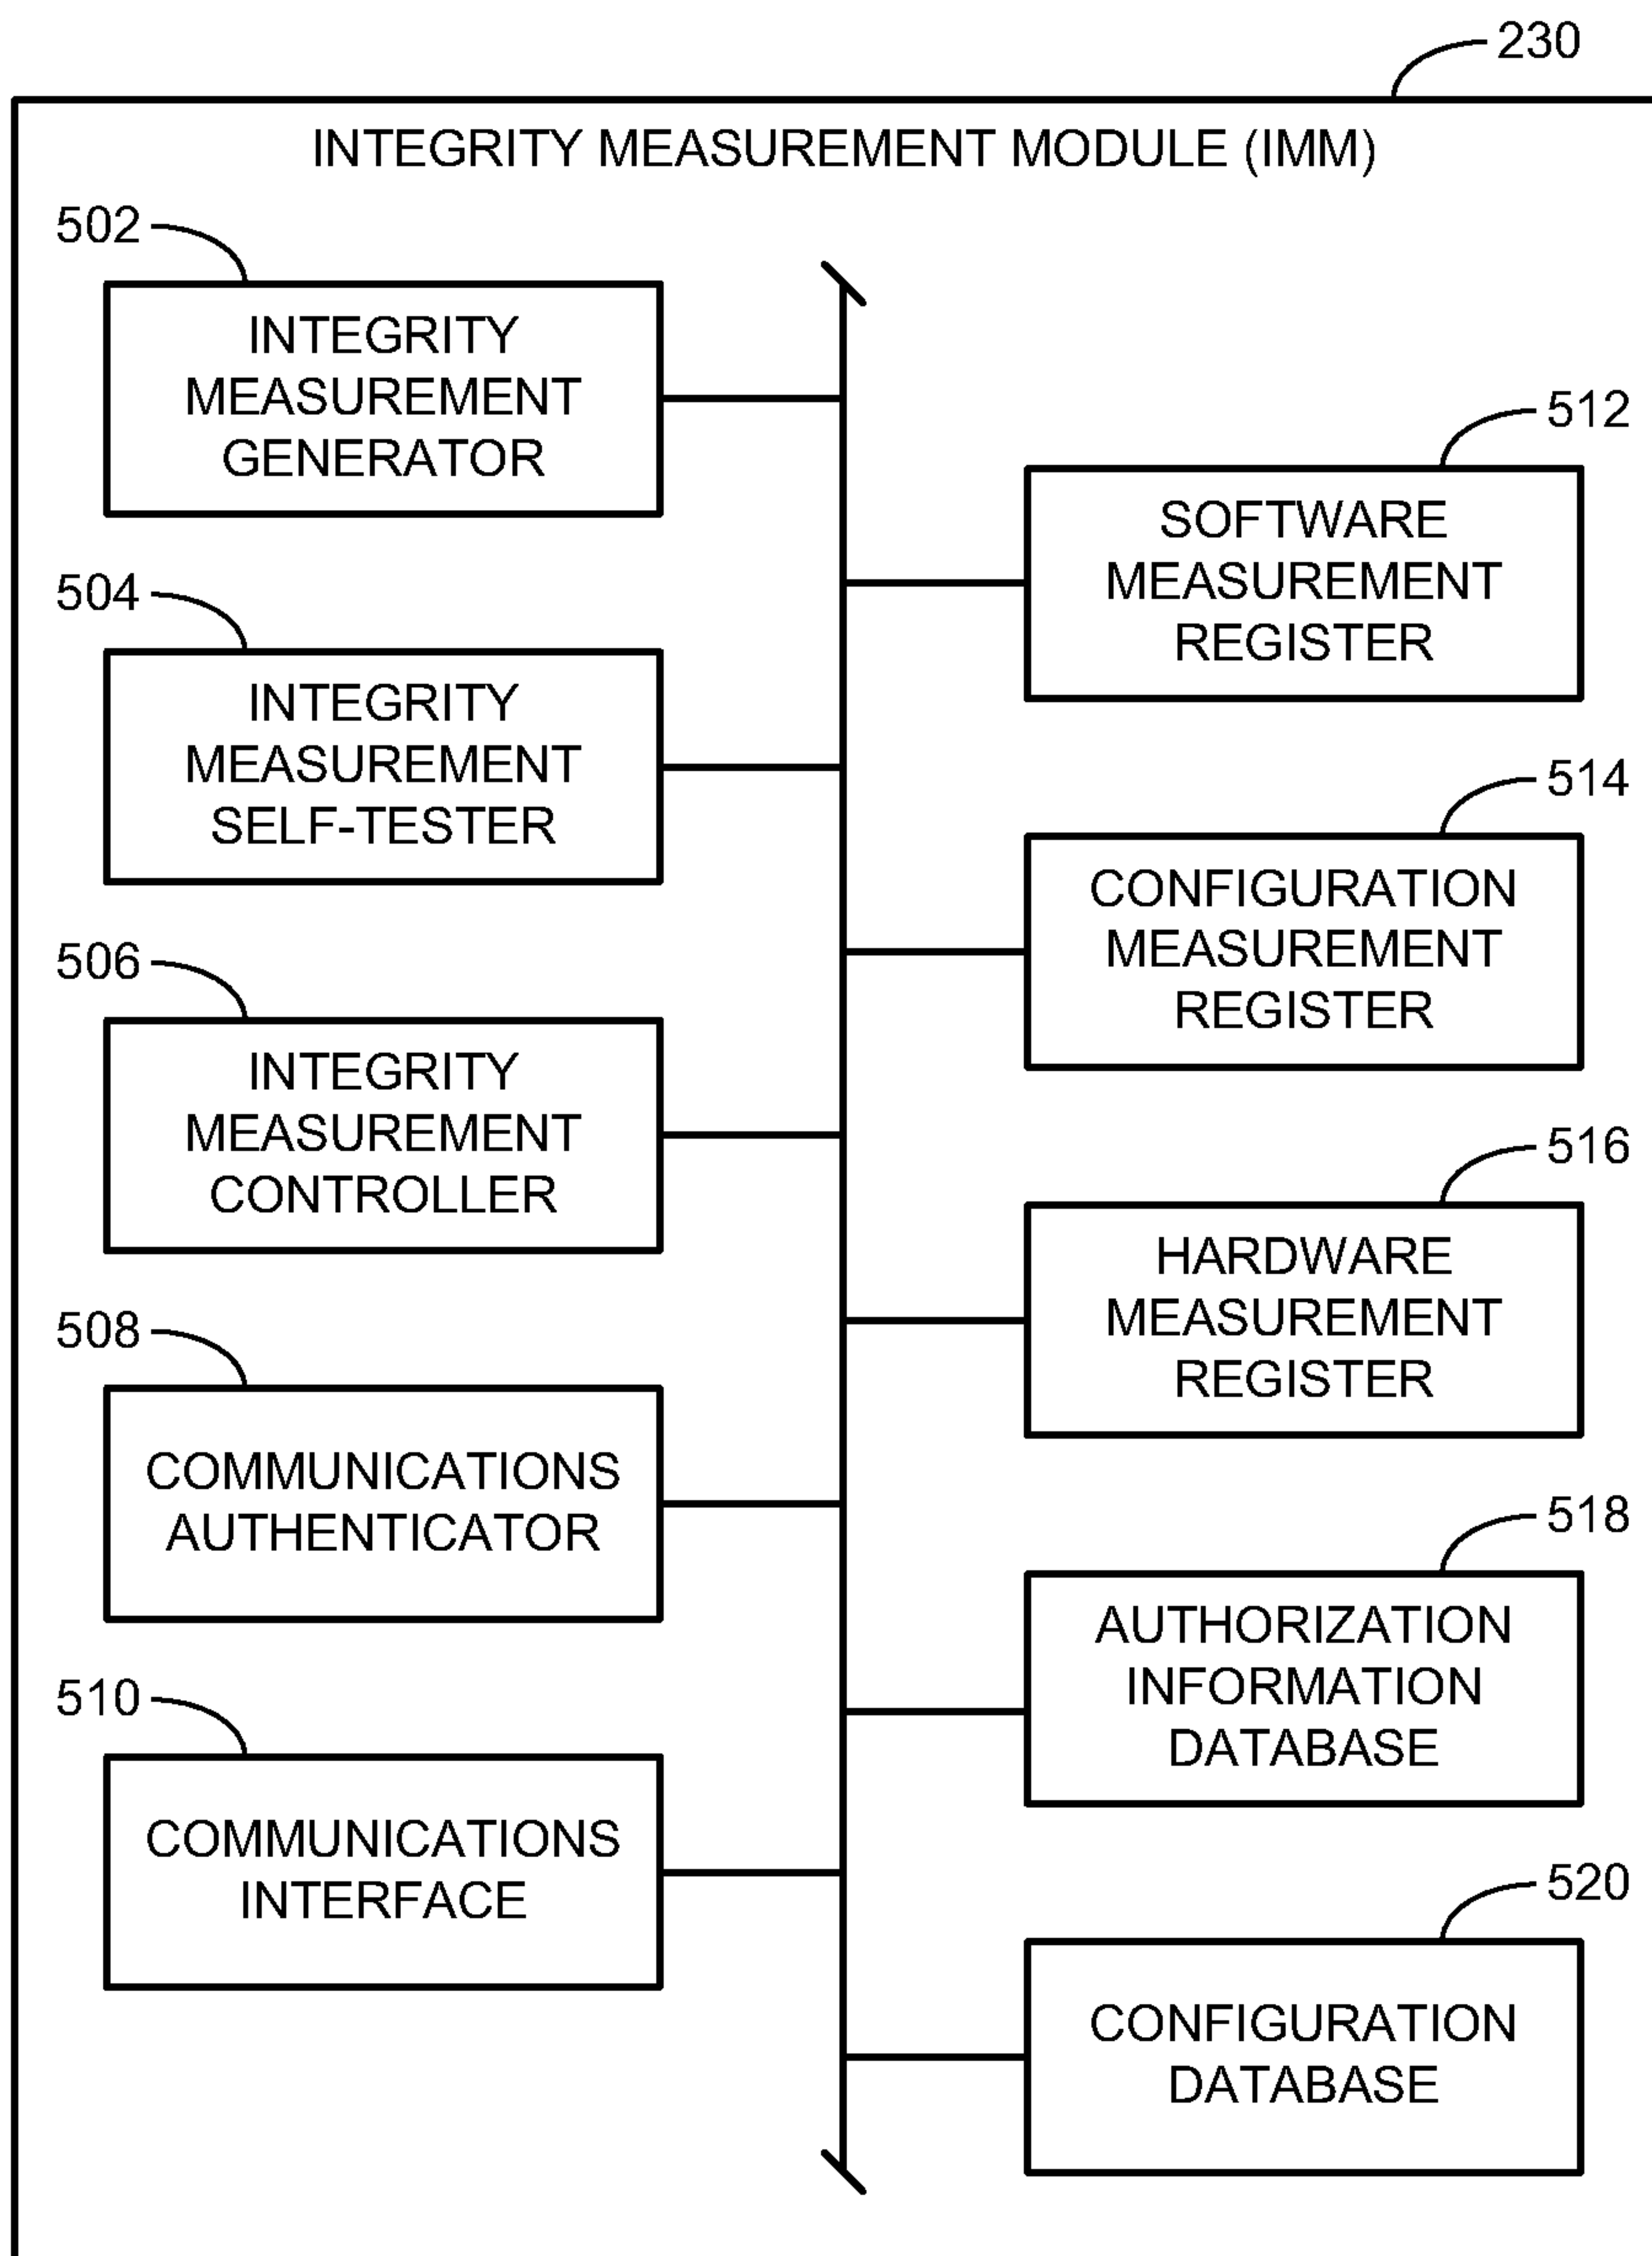 230
INTEGRITY MEASUREMENT MODULE (IMM)
502
INTEGRITY
MEASUREMENT
GENERATOR
504
INTEGRITY
MEASUREMENT
SELF-TESTER
506
INTEGRITY
MEASUREMENT
CONTROLLER
508
COMMUNICATIONS
AUTHENTICATOR
510
COMMUNICATIONS
INTERFACE
512
SOFTWARE
MEASUREMENT
REGISTER
514
CONFIGURATION
MEASUREMENT
REGISTER
516
HARDWARE
MEASUREMENT
REGISTER
518
AUTHORIZATION
INFORMATION
DATABASE
520
CONFIGURATION
DATABASE